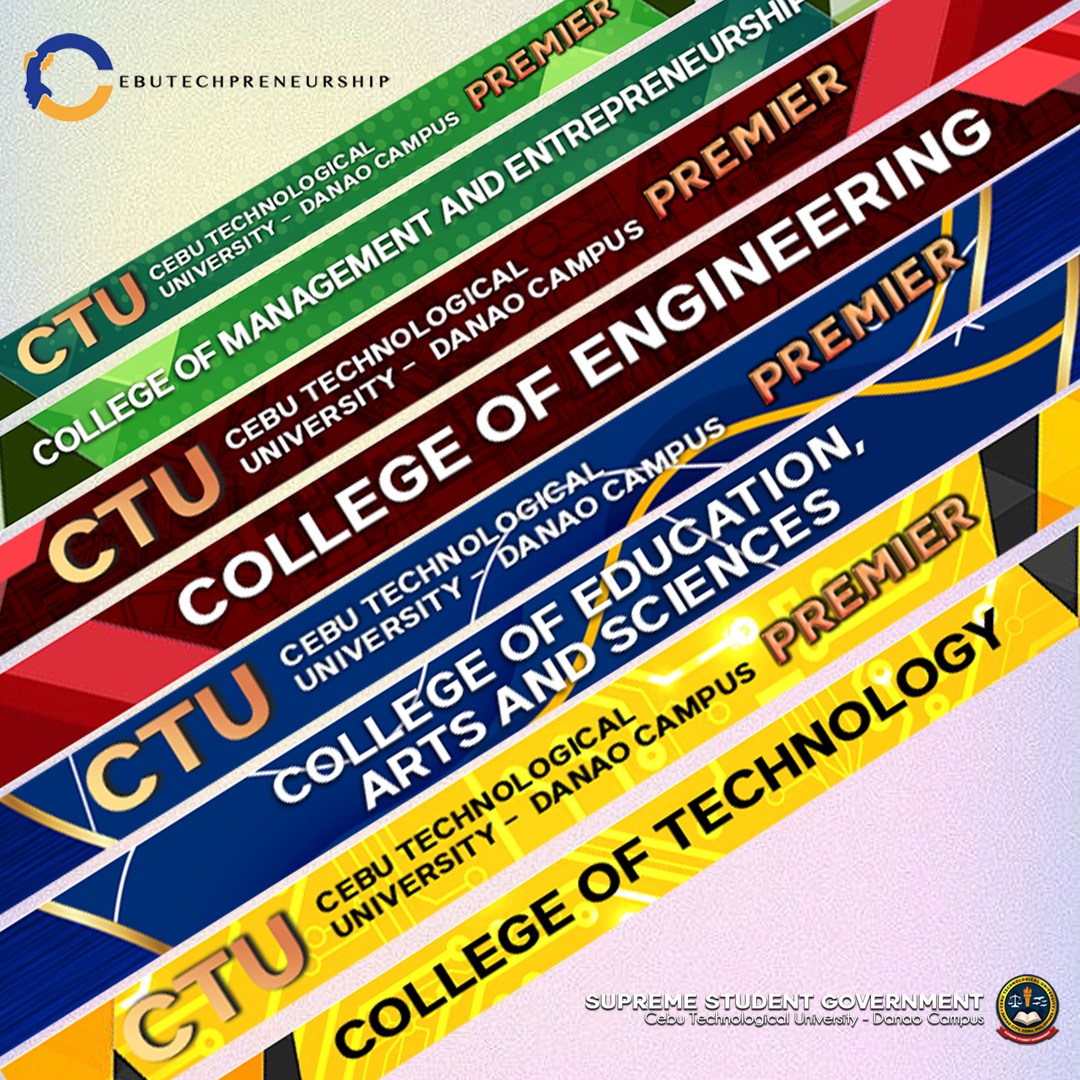 EBUTECHPRENEURSHIP
CTU
CEBU TECHNOLOGICAL
UNIVERSITY - DANAO CAMPUS
PREMIER
COLLEGE OF MANAGEMENT AND ENTREPRENEURSHIP
CTU
CEBU TECHNOLOGICAL
UNIVERSITY - DANAO CAMPUS
PREMIER
COLLEGE OF ENGINEERING
CTU
CEBU TECHNOLOGICAL
UNIVERSITY - DANAO CAMPUS
PREMIER
COLLEGE OF EDUCATION,
ARTS AND SCIENCES
CTU
CEBU TECHNOLOGICAL
UNIVERSITY - DANAO CAMPUS
PREMIER
COLLEGE OF TECHNOLOGY
SUPREME STUDENT GOVERNMENT
Cebu Technological University - Danao Campus